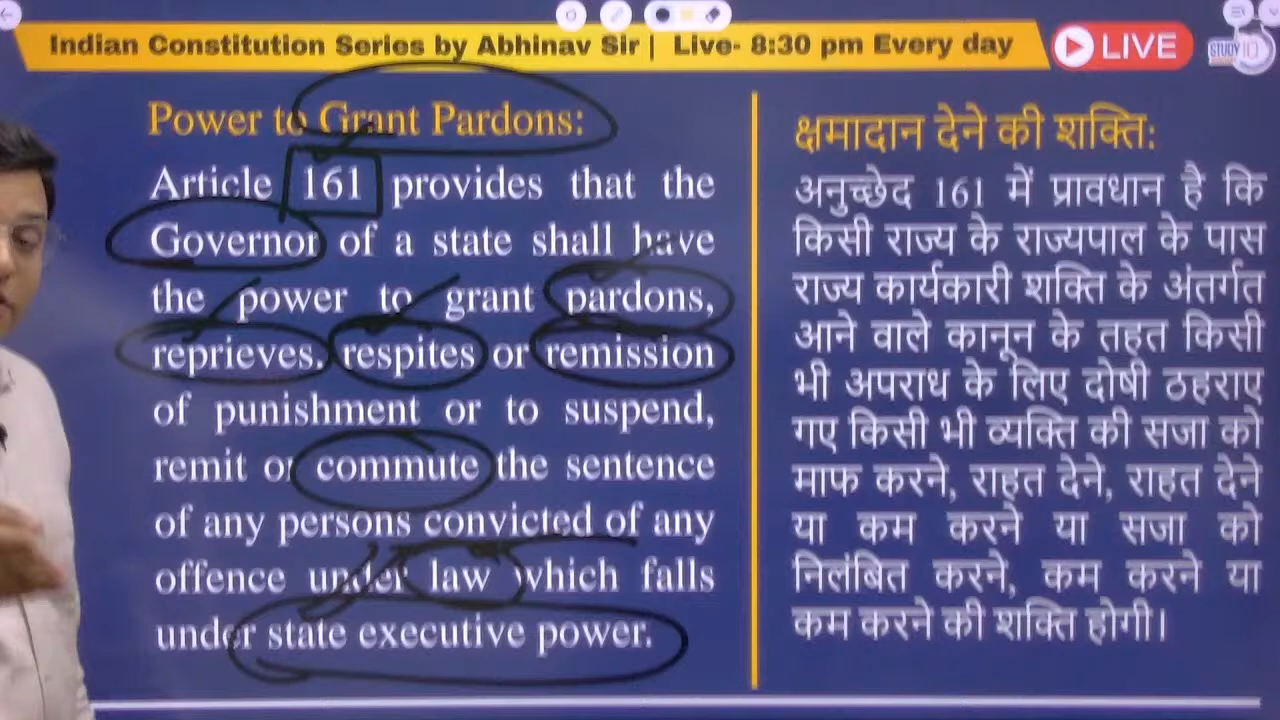 Indian Constitution Series by Abhinav Sir | Live- 8:30 pm Every day
LIVE
STUDY
Power to Grant Pardons:
Article 161 provides that the
Governor of a state shall have
the power to grant pardons,
reprieves. respites or remission
of punishment or to suspend,
remit or commute the sentence
of any persons convicted of any
offence under law which falls
under state executive power.
क्षमादान देने की शक्ति:
अनुच्छेद 161 में प्रावधान है कि
किसी राज्य के राज्यपाल के पास
राज्य कार्यकारी शक्ति के अंतर्गत
आने वाले कानून के तहत किसी
भी अपराध के लिए दोषी ठहराए
गए किसी भी व्यक्ति की सजा को
माफ करने, राहत देने, राहत देने
या कम करने या सजा को
निलंबित करने, कम करने या
कम करने की शक्ति होगी।